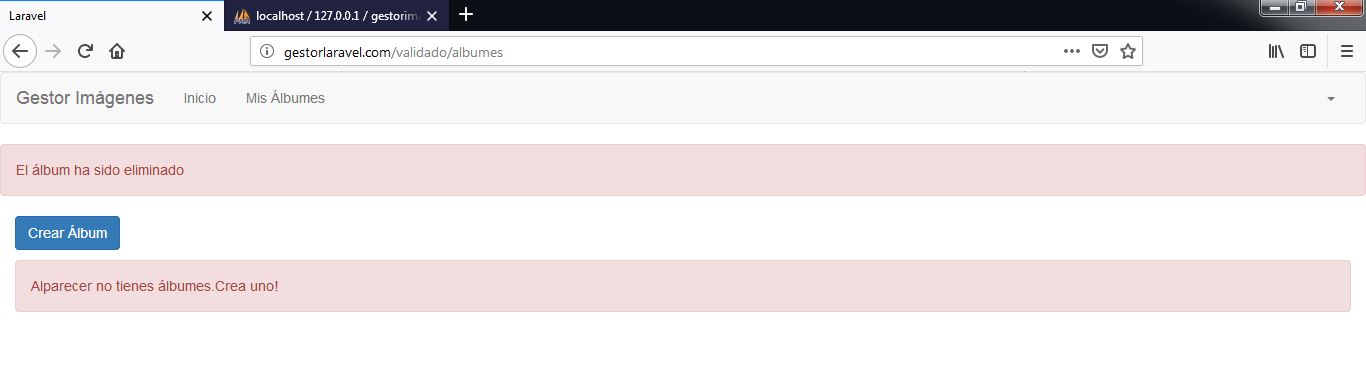 Laravel
localhost / 127.0.0.1 / gestorim
gestorlaravel.com/validado/albumes
Gestor Imágenes Inicio Mis Álbumes
El álbum ha sido eliminado
Crear Álbum
Alparecer no tienes álbumes.Crea uno!